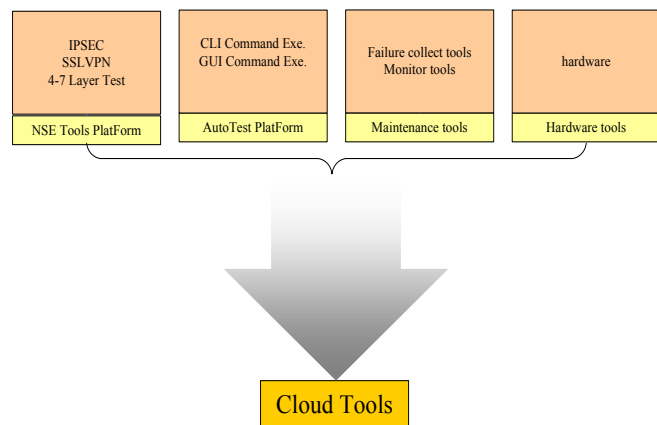 IPSEC
SSLVPN
4-7 Layer Test
NSE Tools PlatForm
CLI Command Exe.
GUI Command Exe.
AutoTest PlatForm
Failure collect tools
Monitor tools
Maintenance tools
hardware
Hardware tools
Cloud Tools